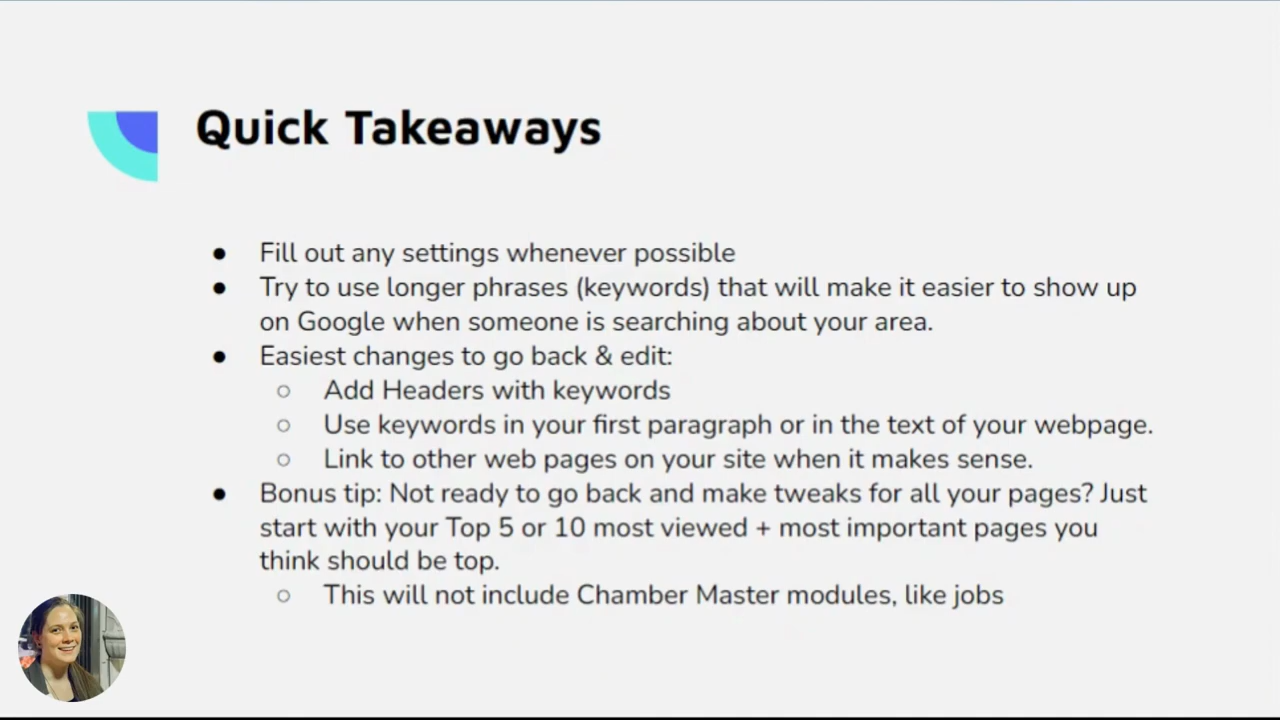 Quick Takeaways
● Fill out any settings whenever possible
● Try to use longer phrases (keywords) that will make it easier to show up
on Google when someone is searching about your area.
● Easiest changes to go back & edit:
○ Add Headers with keywords
○ Use keywords in your first paragraph or in the text of your webpage.
○ Link to other web pages on your site when it makes sense.
● Bonus tip: Not ready to go back and make tweaks for all your pages? Just
start with your Top 5 or 10 most viewed + most important pages you
think should be top.
○ This will not include Chamber Master modules, like jobs